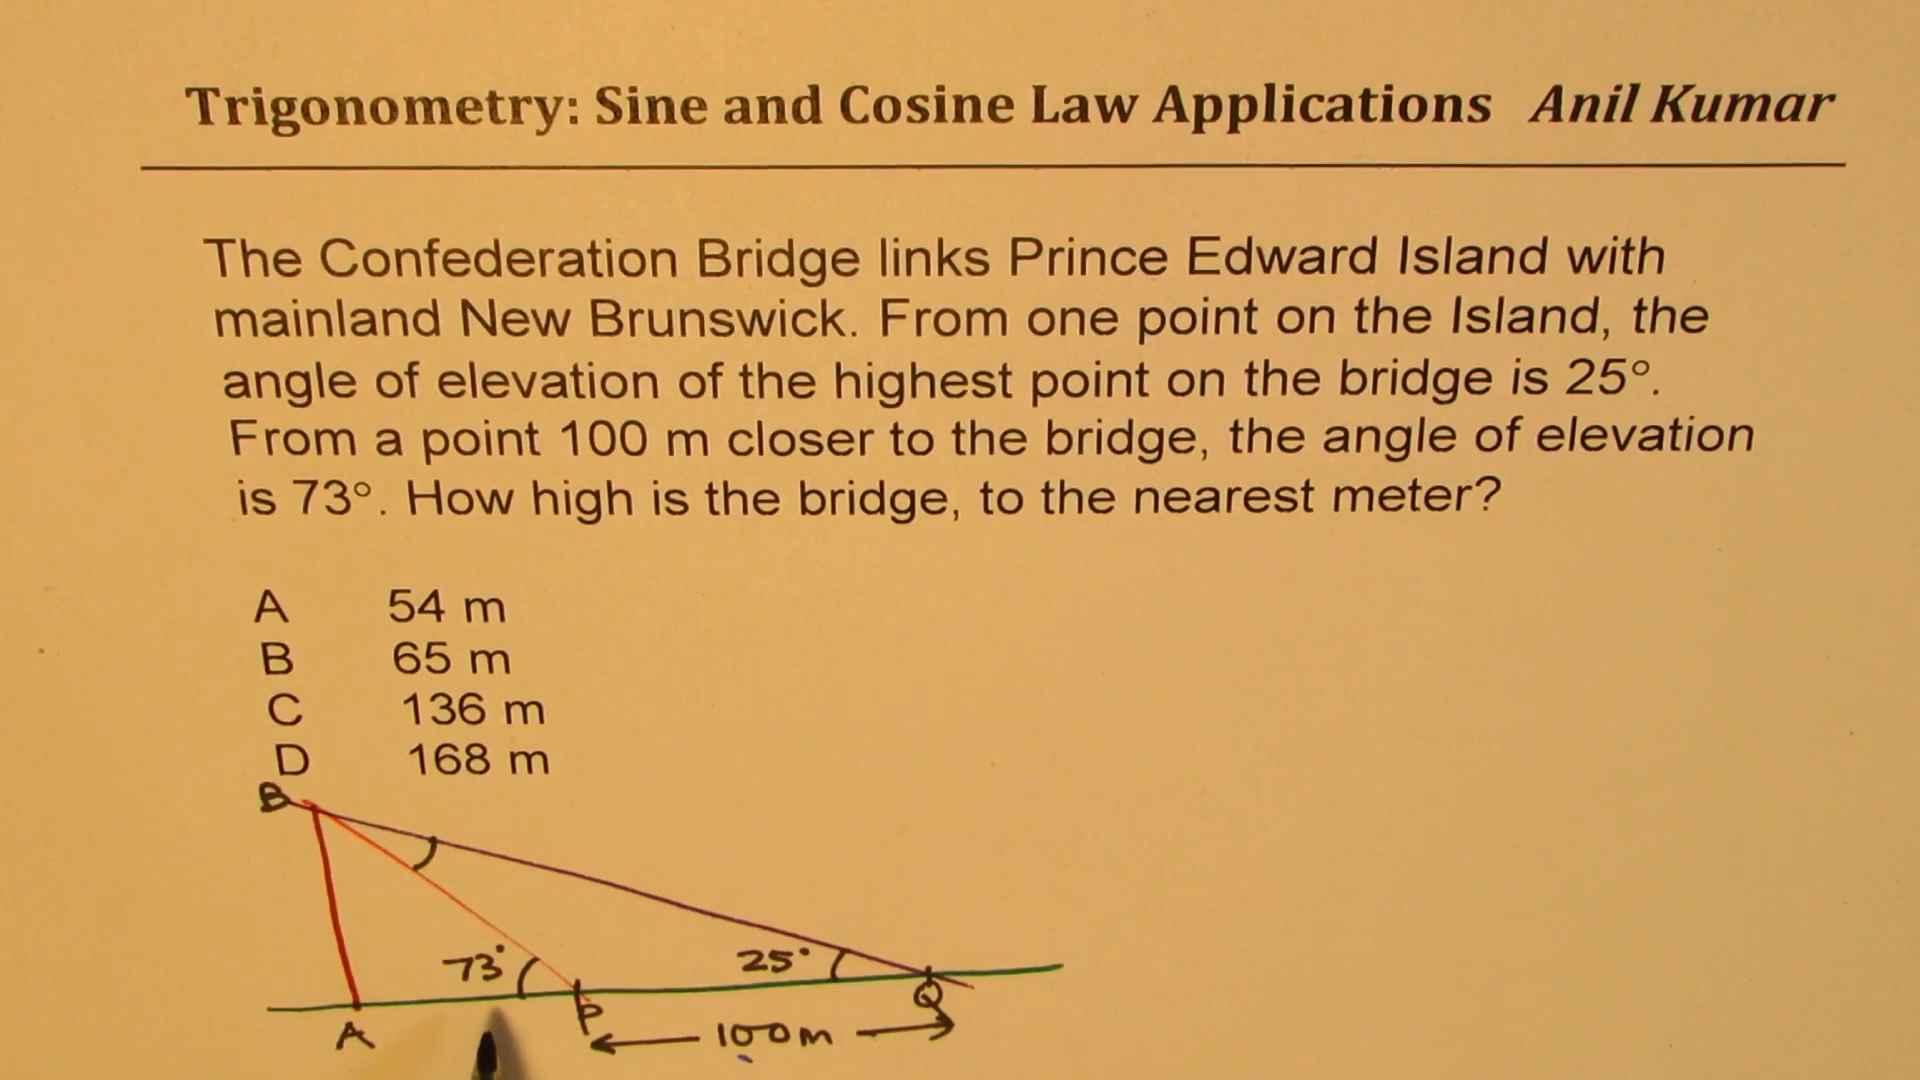 Trigonometry: Sine and Cosine Law Applications Anil Kumar
The Confederation Bridge links Prince Edward Island with
mainland New Brunswick. From one point on the Island, the
angle of elevation of the highest point on the bridge is 25°.
From a point 100 m closer to the bridge, the angle of elevation
is 73°. How high is the bridge, to the nearest meter?
A 54 m
B 65 m
C 136 m
D 168 m
B
73° 25°
A P Q
100m